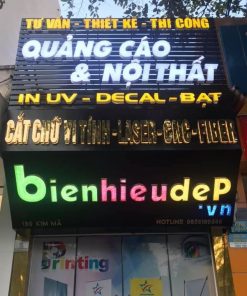 TƯ VẤN - THIẾT KẾ - THI CÔNG
QUẢNG CÁO
& NỘI THẤT
IN UV - DECAL - BẠT
CẮT CHỮ VI TÍNH-LASER-CNC-FIBER
bienhieudeP
.vn
HOTLINE
Printing